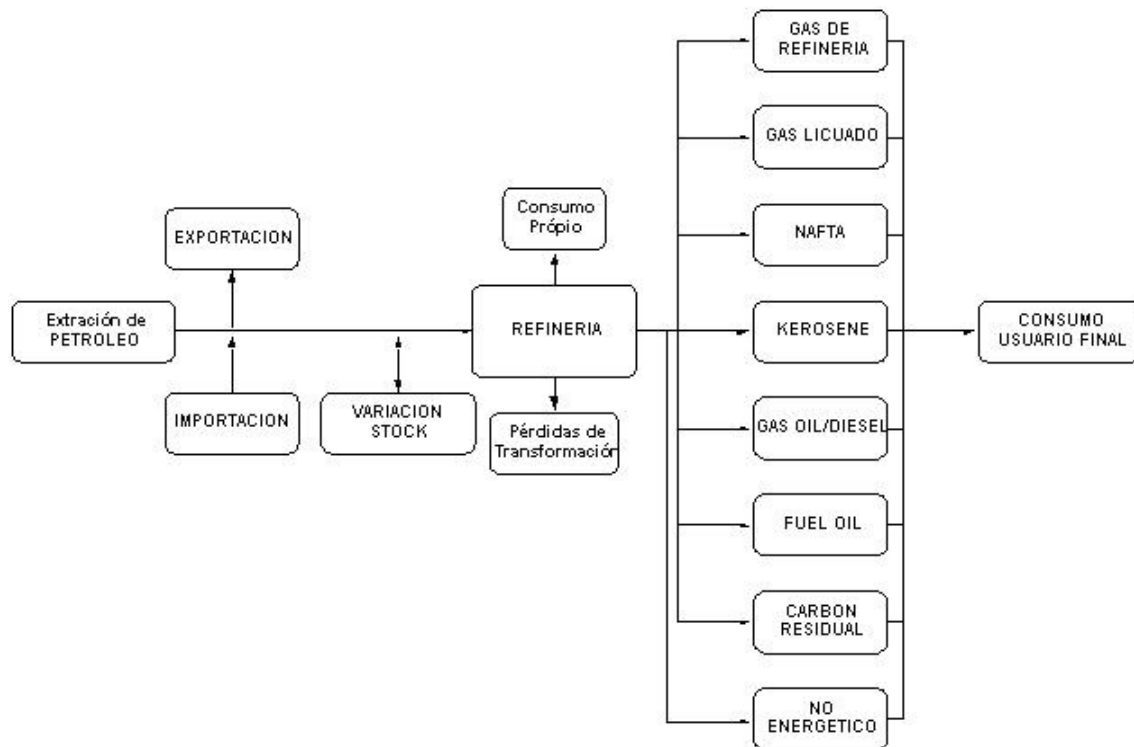 GAS DE
REFINERIA
GAS LICUADO
Consumo
Própio
EXPORTACION
NAFTA
Extración de
PETROLEO
REFINERIA
KEROSENE
CONSUMO
USUARIO FINAL
IMPORTACION
VARIACION
STOCK
Pérdidas de
Transformación
GAS OIL/DIESEL
FUEL OIL
CARBON
RESIDUAL
NO
ENERGETICO